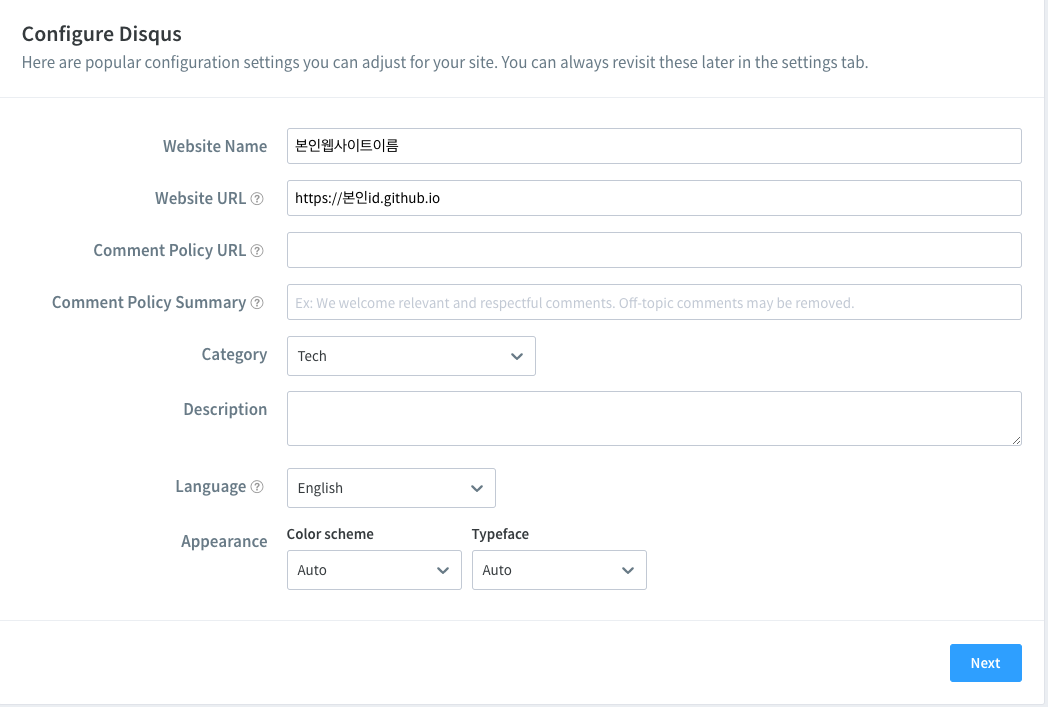 Configure Disqus
Here are popular configuration settings you can adjust for your site. You can always revisit these later in the settings tab.
Website Name 본인웹사이트이름
Website URL ? https://본인id.github.io
Comment Policy URL ?
Comment Policy Summary ? Ex: We welcome relevant and respectful comments. Off-topic comments may be removed.
Category Tech
Description
Language ? English
Appearance Color scheme Typeface
Auto Auto
Next